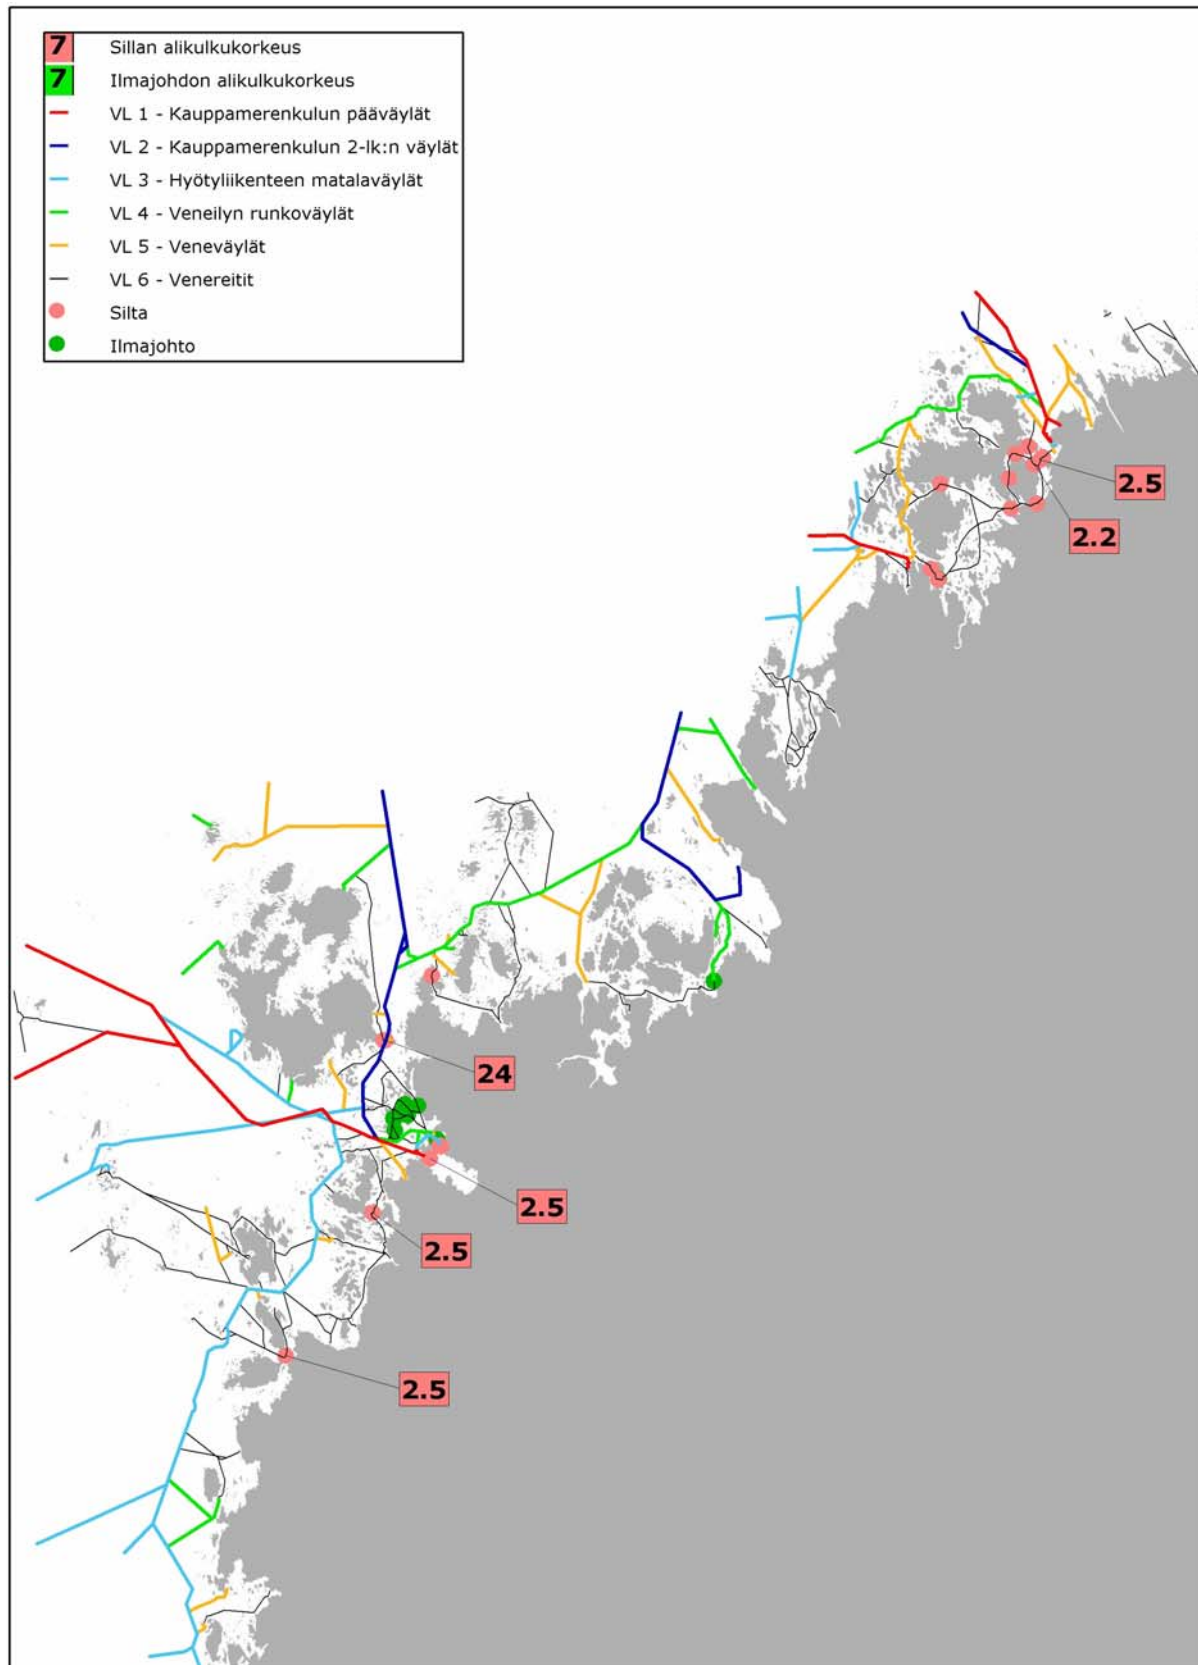 7 Sillan alikulkukorkeus
7 Ilmajohdon alikulkukorkeus
VL 1 - Kauppamerenkulun pääväylät
VL 2 - Kauppamerenkulun 2-lk:n väylät
VL 3 - Hyötyliikenteen matalaväylät
VL 4 - Veneilyn runkoväylät
VL 5 - Veneväylät
VL 6 - Venereitit
Silta
Ilmajohto
2.5
2.2
24
2.5
2.5
2.5